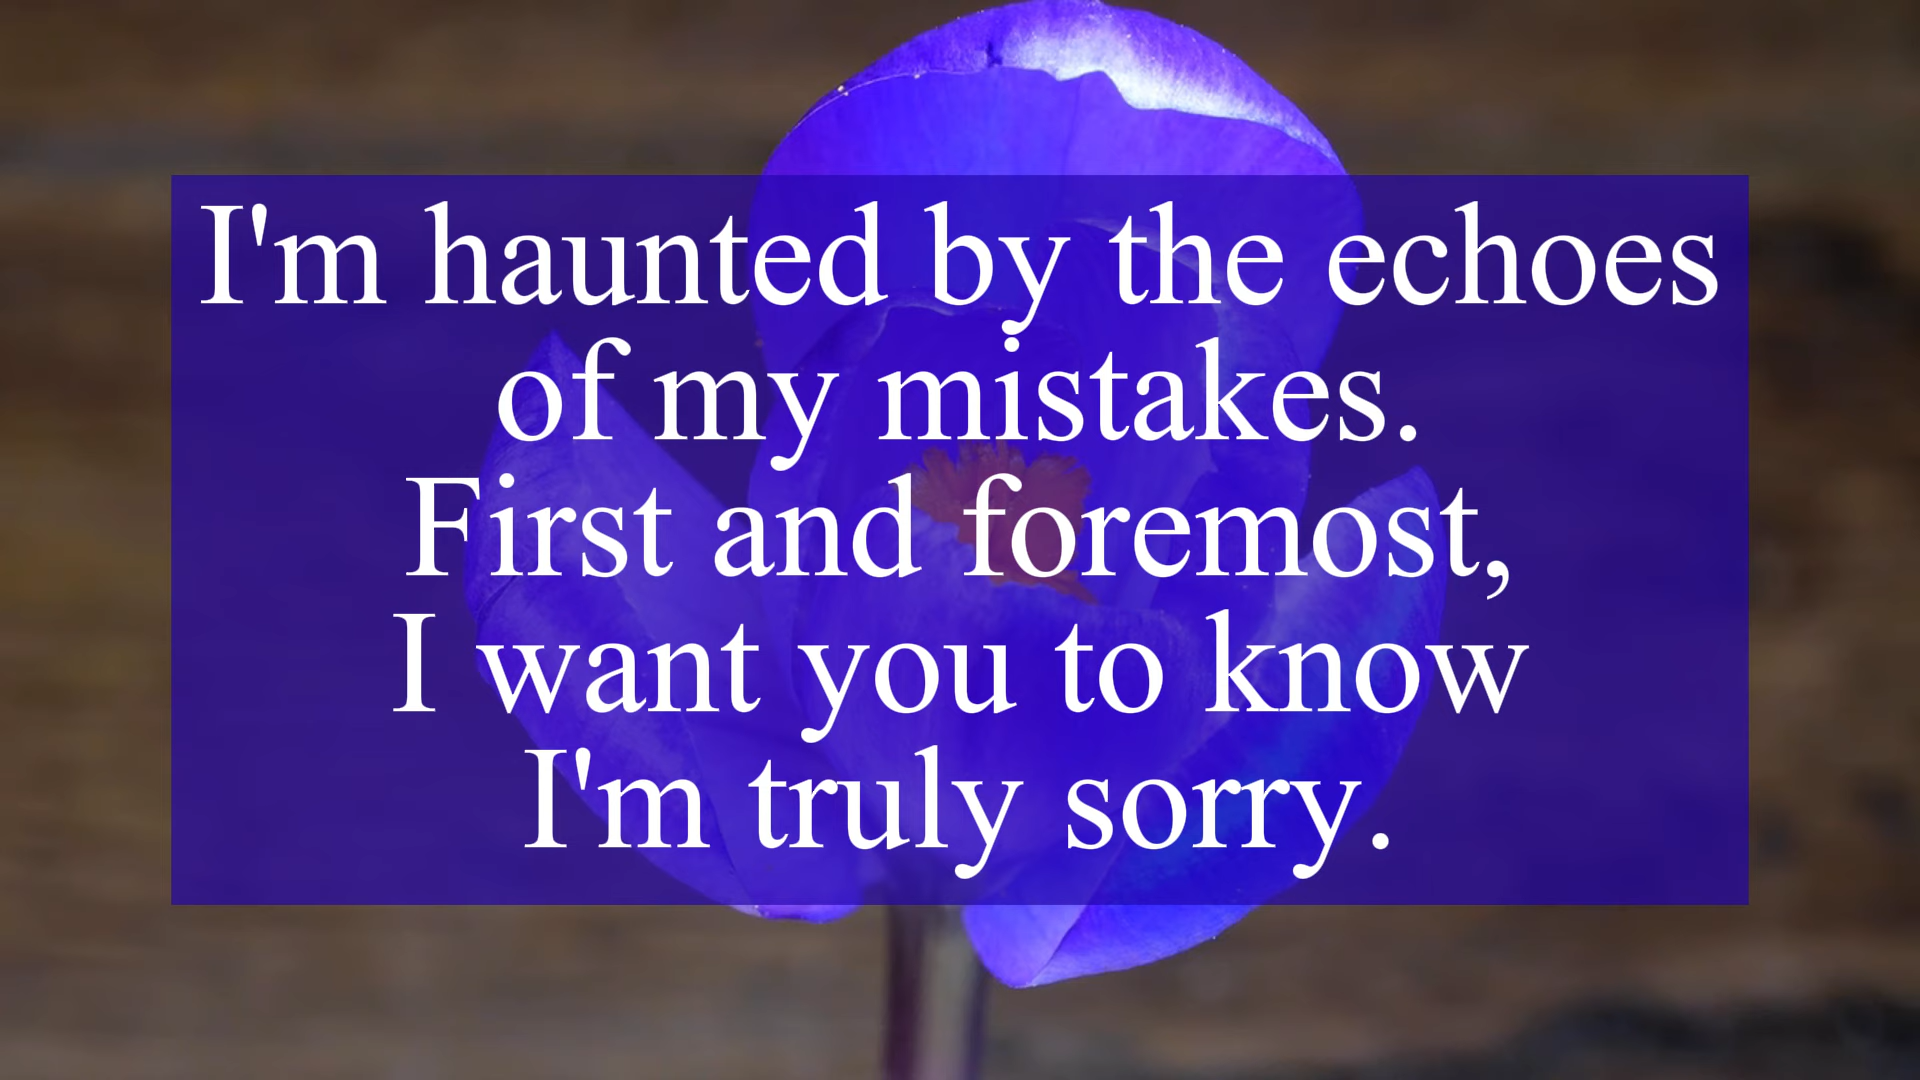 I'm haunted by the echoes
of my mistakes.
First and foremost,
I want you to know
I'm truly sorry.